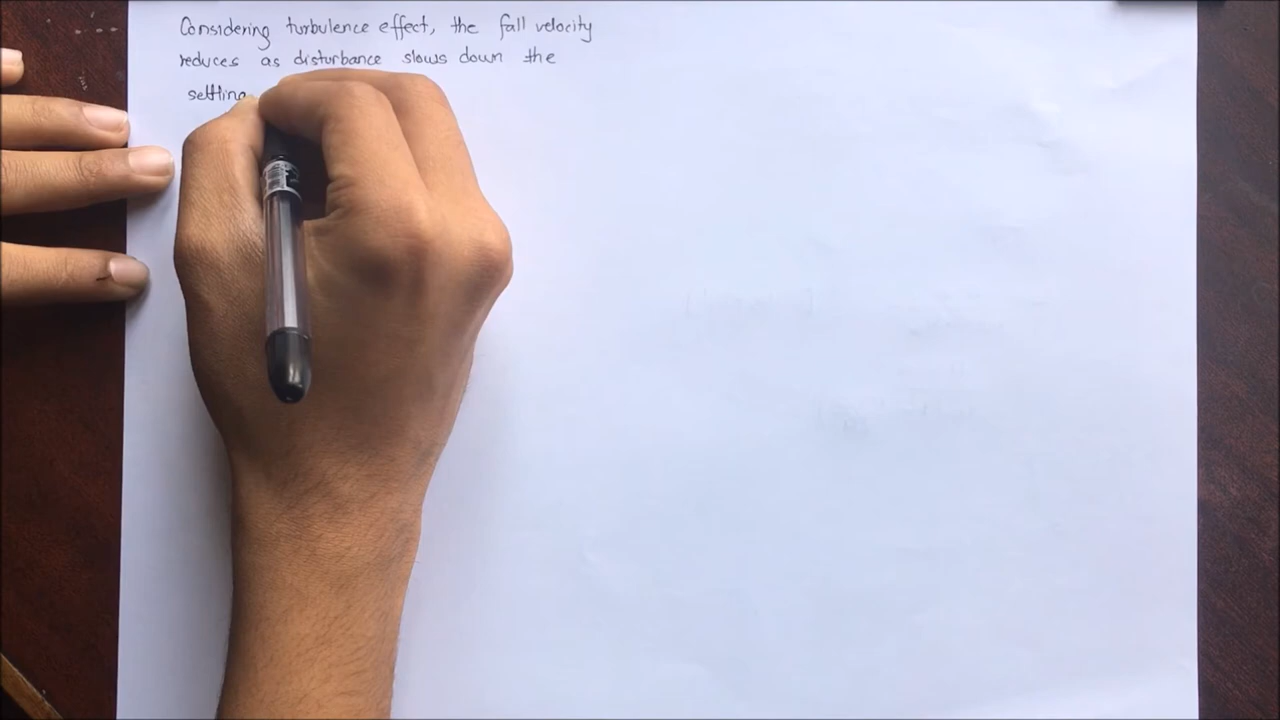 Considering turbulence effect, the fall velocity
reduces as disturbance slows down the
settling